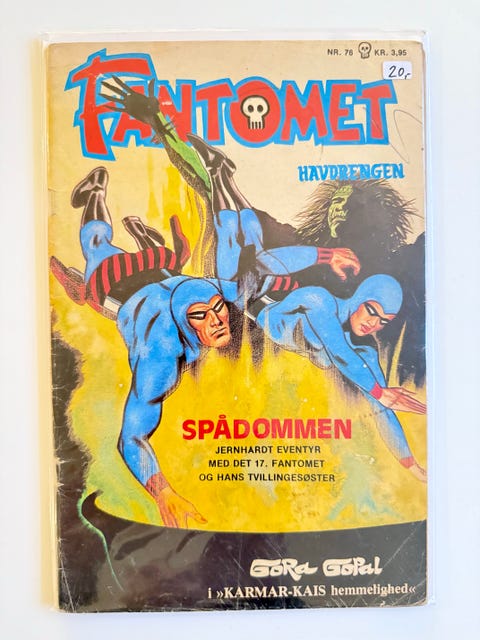 NR. 76 KR. 3,95
20,-
FANTOMET
HAVDRENGEN
SPÅDOMMEN
JERNHARDT EVENTYR
MED DET 17. FANTOMET
OG HANS TVILLINGESØSTER
GORA GOPAL
i »KARMAR-KAIS hemmelighed«